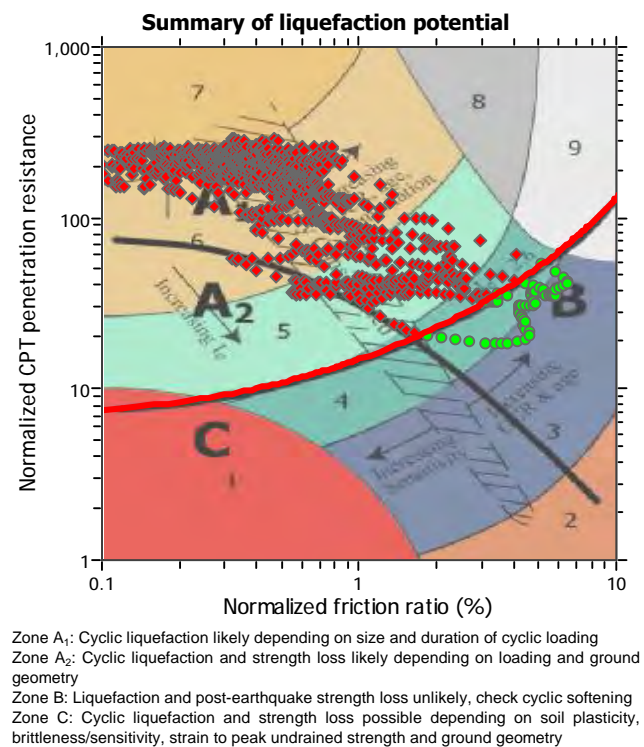 Summary of liquefaction potential
1,000
7
8
9
100
6
Increasing Ic
A2
5
B
10
4
C
Increasing
OCR & age
Increasing
sensitivity
3
1
2
1
0.1
1
10
Normalized CPT penetration resistance
Normalized friction ratio (%)
Zone A1: Cyclic liquefaction likely depending on size and duration of cyclic loading
Zone A2: Cyclic liquefaction and strength loss likely depending on loading and ground
geometry
Zone B: Liquefaction and post-earthquake strength loss unlikely, check cyclic softening
Zone C: Cyclic liquefaction and strength loss possible depending on soil plasticity,
brittleness/sensitivity, strain to peak undrained strength and ground geometry